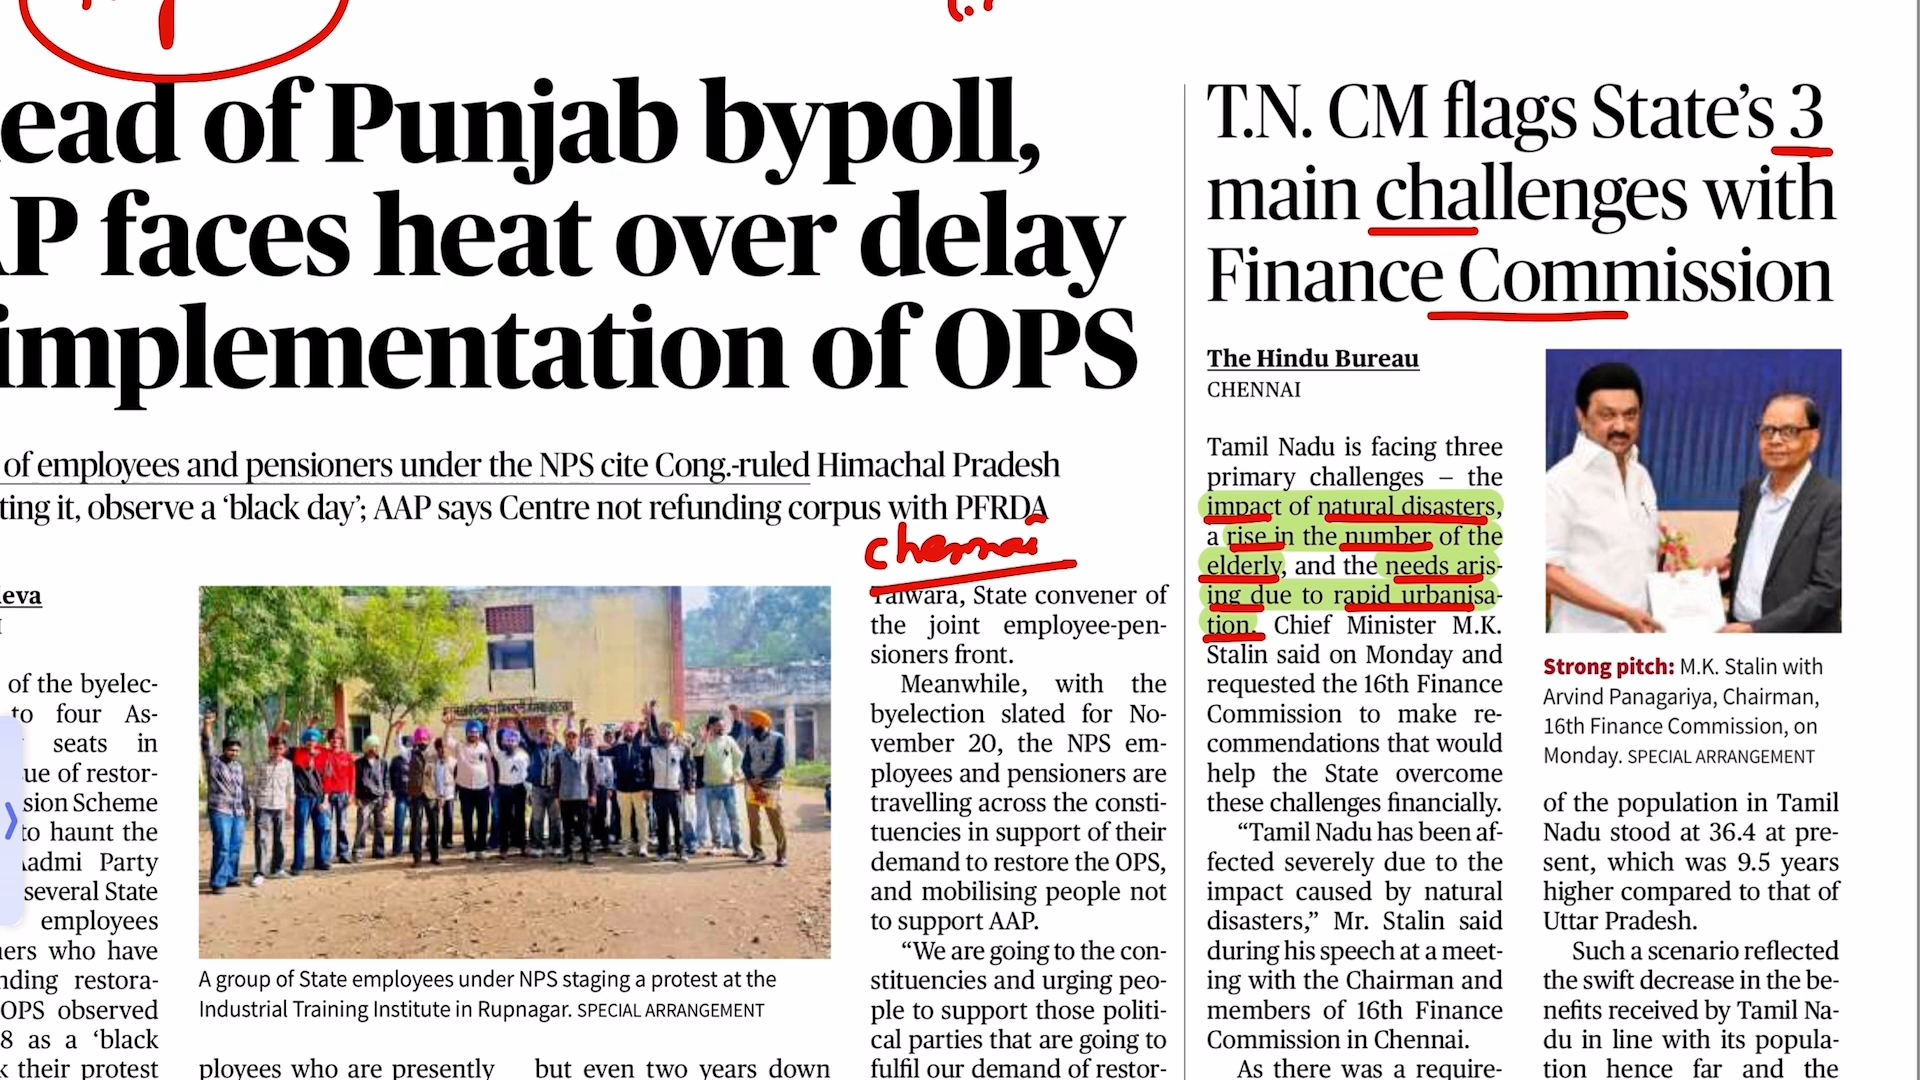 ead of Punjab bypoll,
AP faces heat over delay
implementation of OPS
of employees and pensioners under the NPS cite Cong.-ruled Himachal Pradesh
ting it, observe a ‘black day’; AAP says Centre not refunding corpus with PFRDA
eva
of the byelec-
to four As-
seats in
ue of restor-
sion Scheme
to haunt the
Aadmi Party
several State
employees
ners who have
nding restora-
OPS observed
8 as a ‘black
k their protest
A group of State employees under NPS staging a protest at the
Industrial Training Institute in Rupnagar. SPECIAL ARRANGEMENT
ployees who are presently
but even two years down
chennai
Talwara, State convener of
the joint employee-pen-
sioners front.
Meanwhile, with the
byelection slated for No-
vember 20, the NPS em-
ployees and pensioners are
travelling across the consti-
tuencies in support of their
demand to restore the OPS,
and mobilising people not
to support AAP.
“We are going to the con-
stituencies and urging peo-
ple to support those politi-
cal parties that are going to
fulfil our demand of restor-
T.N. CM flags State’s 3
main challenges with
Finance Commission
The Hindu Bureau
CHENNAI
Tamil Nadu is facing three
primary challenges – the
impact of natural disasters,
a rise in the number of the
elderly, and the needs aris-
ing due to rapid urbanisa-
tion, Chief Minister M.K.
Stalin said on Monday and
requested the 16th Finance
Commission to make re-
commendations that would
help the State overcome
these challenges financially.
“Tamil Nadu has been af-
fected severely due to the
impact caused by natural
disasters,” Mr. Stalin said
during his speech at a meet-
ing with the Chairman and
members of 16th Finance
Commission in Chennai.
As there was a require-
Strong pitch: M.K. Stalin with
Arvind Panagariya, Chairman,
16th Finance Commission, on
Monday. SPECIAL ARRANGEMENT
of the population in Tamil
Nadu stood at 36.4 at pre-
sent, which was 9.5 years
higher compared to that of
Uttar Pradesh.
Such a scenario reflected
the swift decrease in the be-
nefits received by Tamil Na-
du in line with its popula-
tion hence far and the